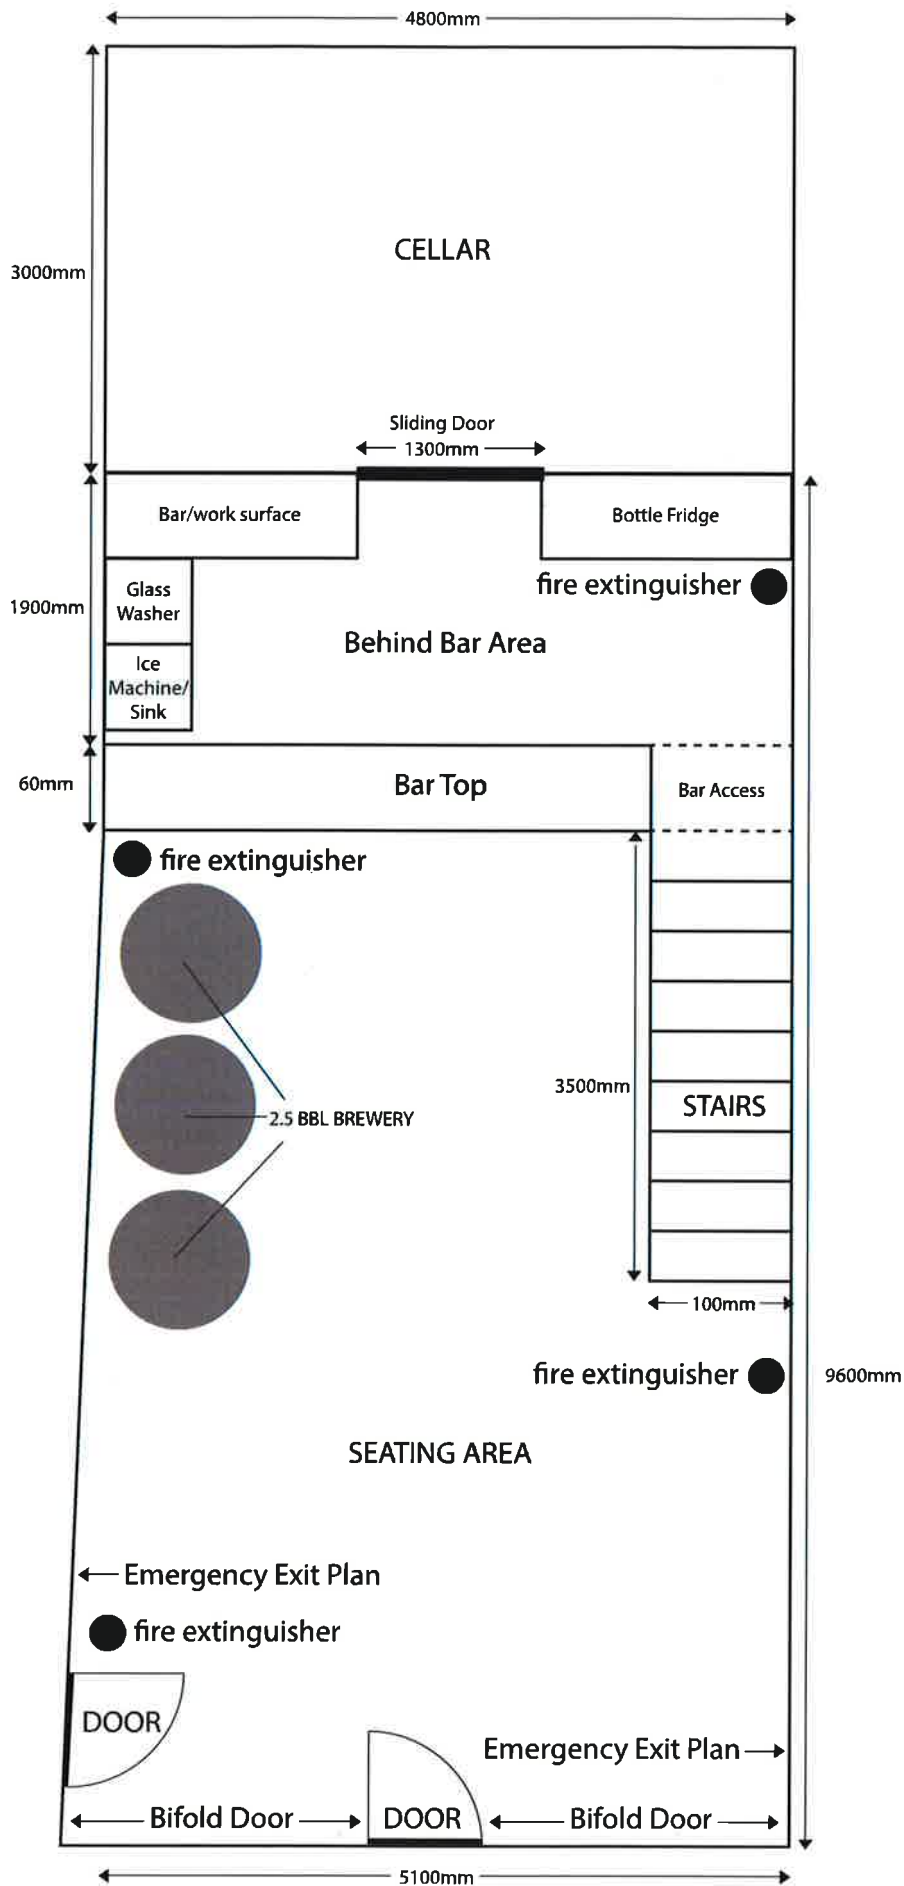 4800mm
3000mm
CELLAR
Sliding Door
1300mm
Bar/work surface
Bottle Fridge
fire extinguisher
1900mm
Glass
Washer
Behind Bar Area
Ice
Machine/
Sink
60mm
Bar Top
Bar Access
fire extinguisher
3500mm
STAIRS
2.5 BBL BREWERY
100mm
fire extinguisher
9600mm
SEATING AREA
Emergency Exit Plan
fire extinguisher
DOOR
Emergency Exit Plan
Bifold Door
DOOR
Bifold Door
5100mm